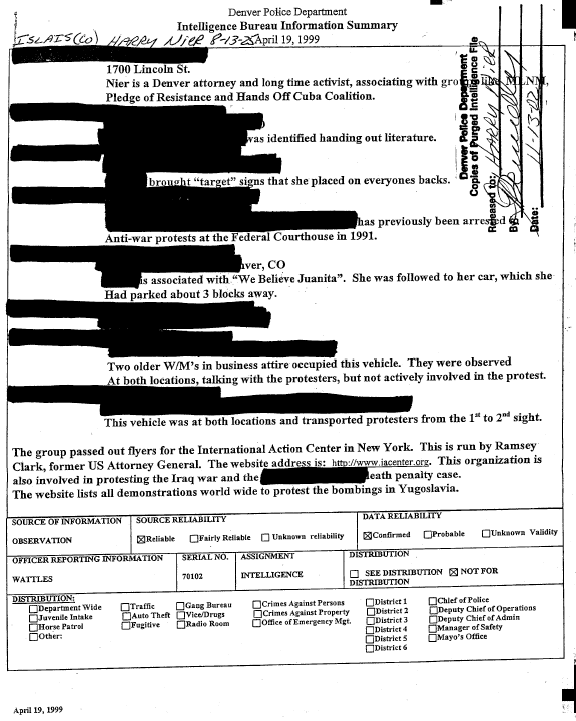 Denver Police Department
Intelligence Bureau Information Summary
ISLAIS(CO) HARRY NIER 8-13-25 April 19, 1999
1700 Lincoln St.
Nier is a Denver attorney and long time activist, associating with like MLNM,
Pledge of Resistance and Hands Off Cuba Coalition.
was identified handing out literature.
brought "target" signs that she placed on everyones backs.
has previously been arrested
Anti-war protests at the Federal Courthouse in 1991.
nver, CO
is associated with "We Believe Juanita". She was followed to her car, which she
Had parked about 3 blocks away.
Two older W/M's in business attire occupied this vehicle. They were observed
At both locations, talking with the protesters, but not actively involved in the protest.
This vehicle was at both locations and transported protesters from the 1st to 2nd sight.
The group passed out flyers for the International Action Center in New York. This is run by Ramsey
Clark, former US Attorney General. The website address is: http://www.iacenter.org. This organization is
also involved in protesting the Iraq war and the death penalty case.
The website lists all demonstrations world wide to protest the bombings in Yugoslavia.
Denver Police Department
Copies of Purged Intelligence File
Released to: HARRY NIER
By:
Date: 11-13-02
SOURCE OF INFORMATION
OBSERVATION
SOURCE RELIABILITY
☒Reliable ☐Fairly Reliable ☐Unknown reliability
DATA RELIABILITY
☒Confirmed ☐Probable ☐Unknown Validity
OFFICER REPORTING INFORMATION
WATTLES
SERIAL NO.
70102
ASSIGNMENT
INTELLIGENCE
DISTRIBUTION
☐ SEE DISTRIBUTION ☒ NOT FOR
DISTRIBUTION
DISTRIBUTION:
☐Department Wide
☐Juvenile Intake
☐Horse Patrol
☐Other:
☐Traffic
☐Auto Theft
☐Fugitive
☐Gang Bureau
☐Vice/Drugs
☐Radio Room
☐Crimes Against Persons
☐Crimes Against Property
☐Office of Emergency Mgt.
☐District 1
☐District 2
☐District 3
☐District 4
☐District 5
☐District 6
☐Chief of Police
☐Deputy Chief of Operations
☐Deputy Chief of Admin
☐Manager of Safety
☐Mayo's Office
April 19, 1999